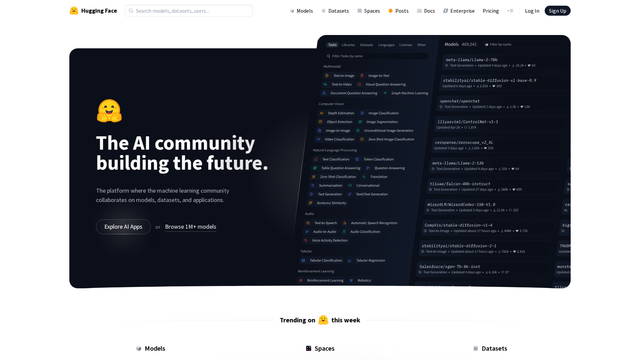 Hugging Face
Search models, datasets, users...
Models
Datasets
Spaces
Posts
Docs
Enterprise
Pricing
Log In
Sign Up
The AI community
building the future.
The platform where the machine learning community
collaborates on models, datasets, and applications.
Explore AI Apps or Browse 1M+ models
Tasks Libraries Datasets Languages Licenses Other
Filter Tasks by name
Multimodal
Text-to-Image Image-to-Text
Text-to-Video Visual Question Answering
Document Question Answering Graph Machine Learning
Computer Vision
Depth Estimation Image Classification
Object Detection Image Segmentation
Image-to-Image Unconditional Image Generation
Video Classification Zero-Shot Image Classification
Natural Language Processing
Text Classification Token Classification
Table Question Answering Question Answering
Zero-Shot Classification Translation
Summarization Conversational
Text Generation Text2Text Generation
Sentence Similarity
Audio
Text-to-Speech Automatic Speech Recognition
Audio-to-Audio Audio Classification
Voice Activity Detection
Tabular
Tabular Classification Tabular Regression
Reinforcement Learning
Reinforcement Learning Robotics
Models Filter by name
meta-llama/Llama-2-70b
stabilityai/stable-diffusion-xl-base-0.9
openchat/openchat
lllyasviel/ControlNet-v1-1
cerspense/zeroscope_v2_XL
meta-llama/Llama-2-13b
tiiuae/falcon-40b-instruct
WizardLM/WizardCoder-15B-V1.0
CompVis/stable-diffusion-v1-4
stabilityai/stable-diffusion-2-1
Salesforce/xgen-7b-8k-inst
Trending on this week
Models
Spaces
Datasets